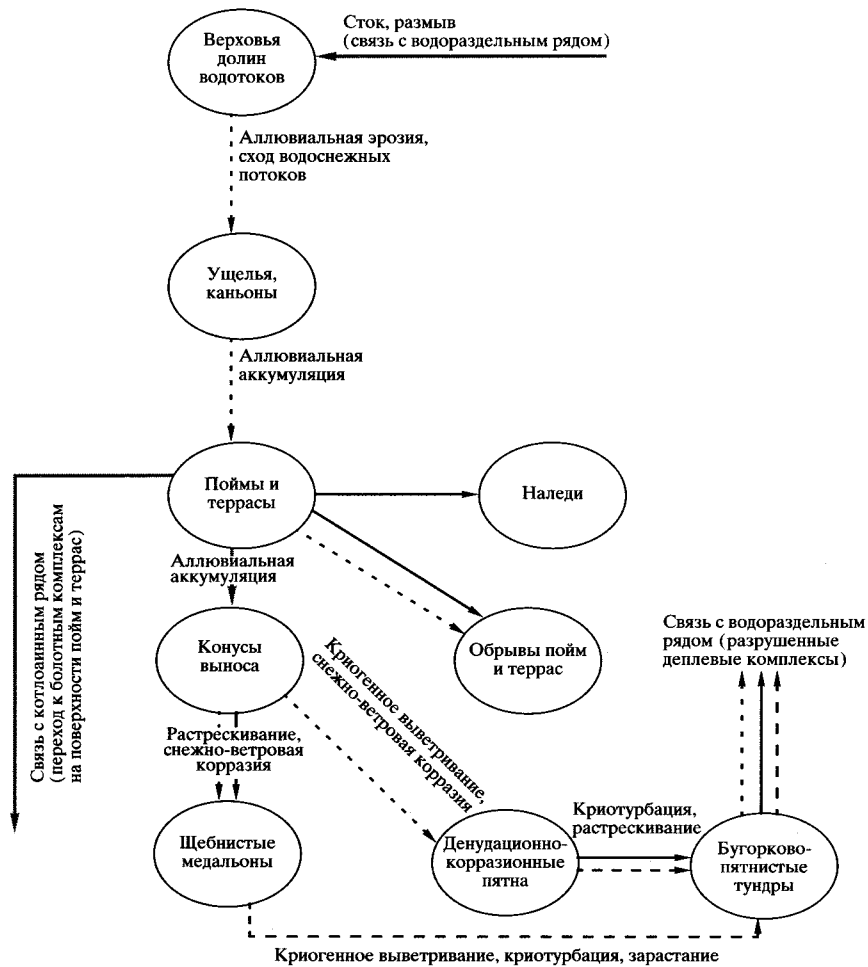 Сток, размыв
(связь с водораздельным рядом)
Верховья
долин
водотоков
Аллювиальная эрозия,
сход водоснежных
потоков
Ущелья,
каньоны
Аллювиальная
аккумуляция
Поймы и
террасы
Наледи
Связь с котлоаинным рядом
(переход к болотным комплексам
на поверхности пойм и террас)
Аллювиальная
аккумуляция
Конусы
выноса
Обрывы пойм
и террас
Криогенное выветривание,
снежно-ветровая корразия
Связь с водораздельным
рядом (разрушенные
деплевые комплексы)
Растрескивание,
снежно-ветровая
корразия
Щебнистые
медальоны
Денудационно-
корразионные
пятна
Криотурбация,
растрескивание
Бугорково-
пятнистые
тундры
Криогенное выветривание, криотурбация, зарастание